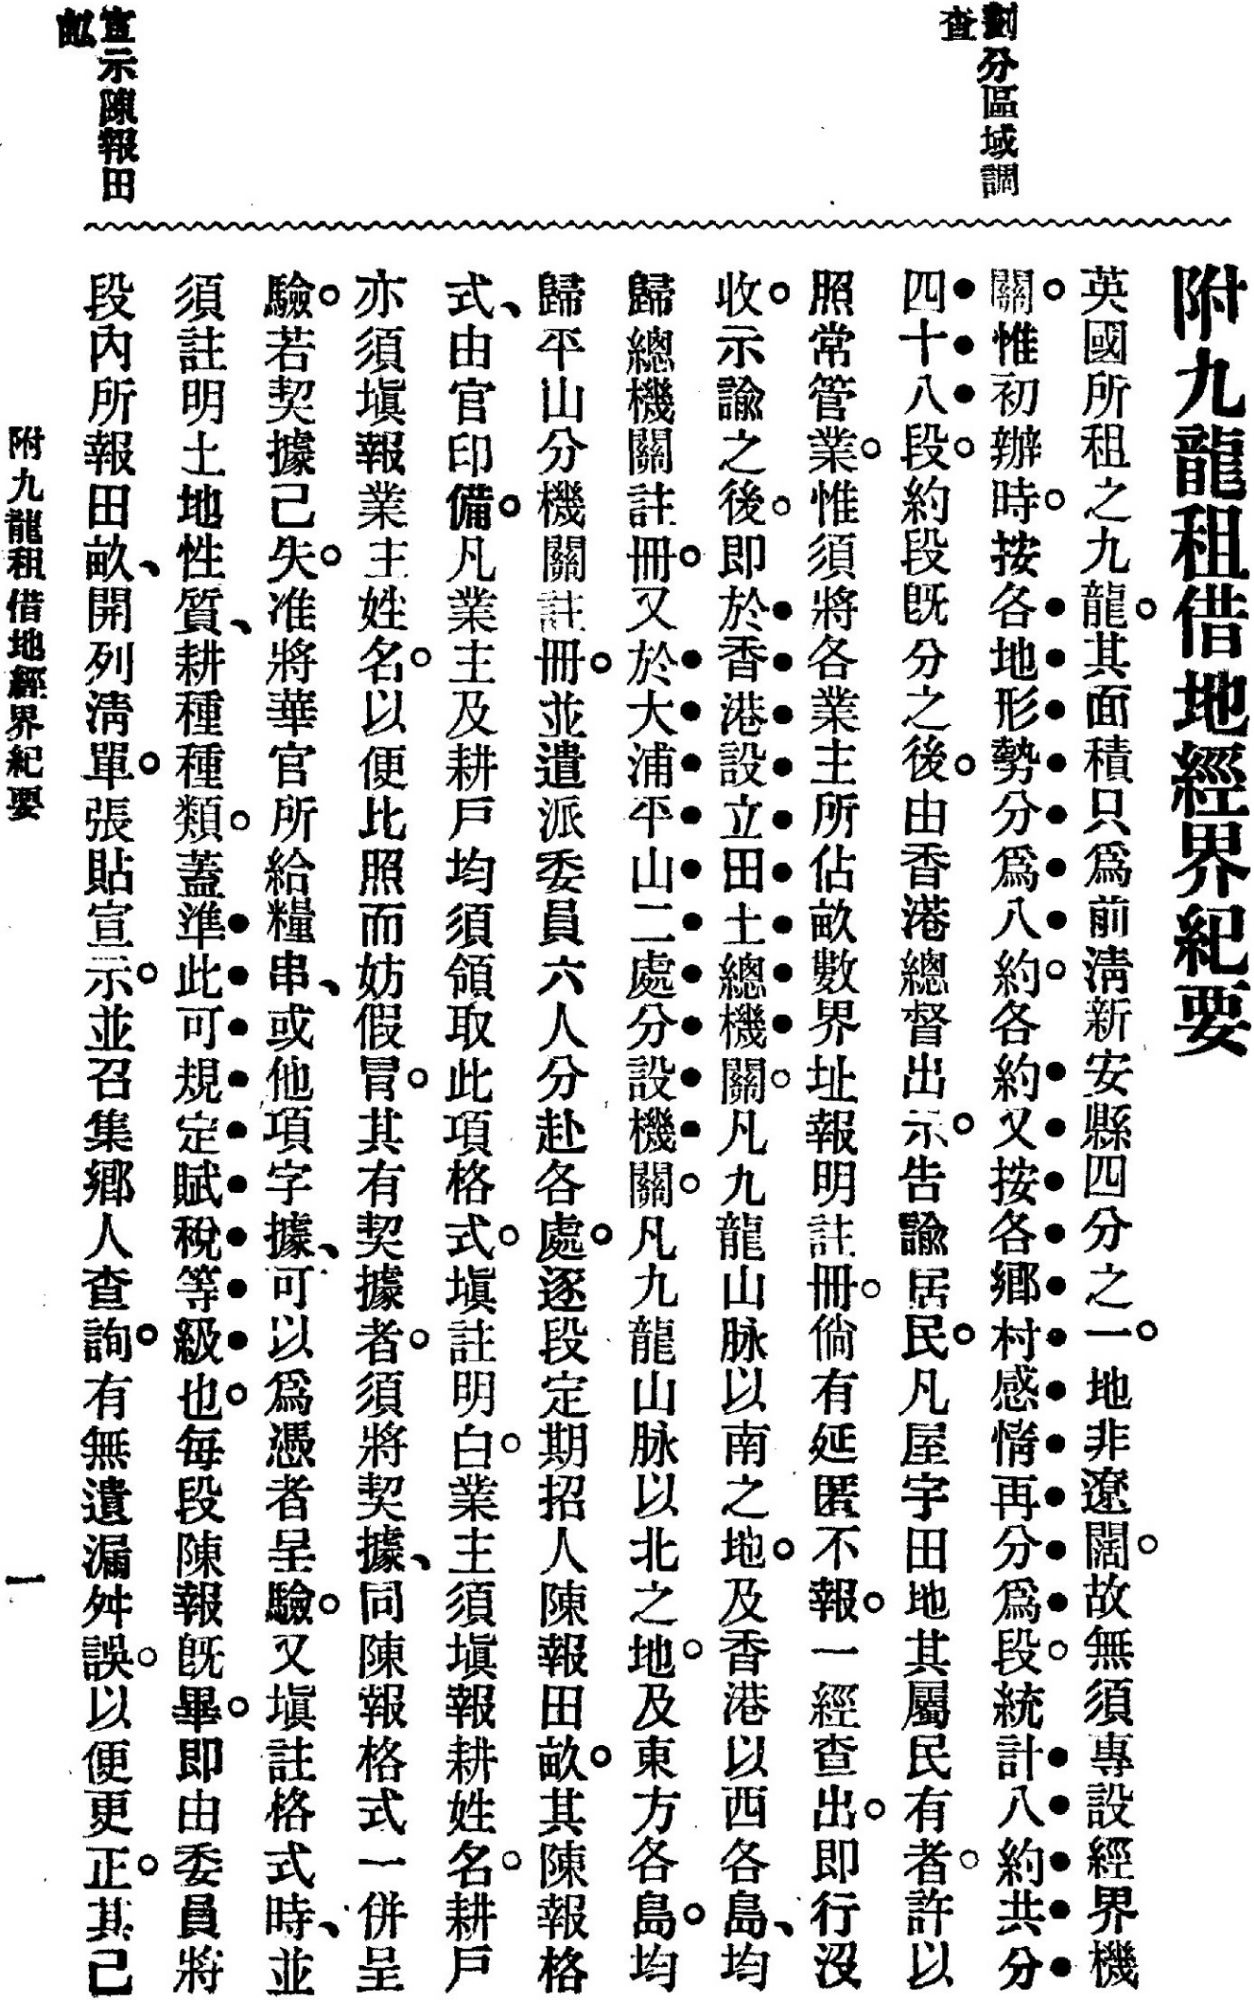 劃分區域調
查
宣示陳報田
畝
附九龍租借地經界紀要
英國所租之九龍。其面積只爲前淸新安縣四分之一。地非遼闊。故無須專設經界機
關。惟初辦時。按各地形勢分爲八約。各約又按各鄕村感情再分爲段。統計八約共分
四十八段。約段旣分之後。由香港總督出示。告諭居民。凡屋宇田地其屬民有者。許以
照常管業。惟須將各業主所佔畝數界址報明註冊。倘有延匿不報。一經查出。即行沒
收。示諭之後。即於香港設立田土總機關。凡九龍山脉以南之地。及香港以西各島、均
歸總機關註冊。又於大浦平山二處分設機關。凡九龍山脉以北之地。及東方各島。均
歸平山分機關註冊。並遣派委員六人分赴各處。逐段定期招人陳報田畝。其陳報格
式、由官印備。凡業主及耕戶均須領取此項格式。塡註明白。業主須塡報耕姓名。耕戶
亦須塡報業主姓名。以便比照而妨假冒。其有契據者。須將契據、同陳報格式一併呈
驗。若契據已失。准將華官所給糧串、或他項字據、可以爲憑者呈驗。又塡註格式時、並
須註明土地性質、耕種種類。蓋準此可規定賦稅等級也。每段陳報旣畢。即由委員將
段內所報田畝、開列淸單。張貼宣示。並召集鄕人查詢。有無遺漏舛誤。以便更正。其已
附九龍租借地經界紀要
一